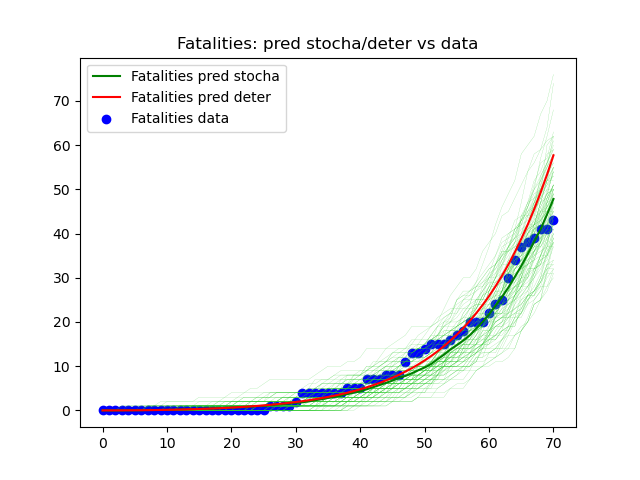 Fatalities: pred stocha/deter vs data
Fatalities pred stocha
Fatalities pred deter
Fatalities data
70
60
50
40
30
20
10
0
0 10 20 30 40 50 60 70